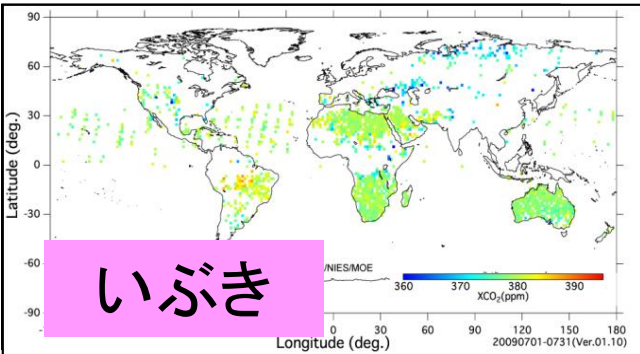 90
60
30
0
-30
-60
-90
Latitude (deg.)
いぶき
/NIES/MOE
360 370 380 390
XCO₂(ppm)
0 30 60 90 120 150 180
Longitude (deg.)
20090701-0731(Ver.01.10)